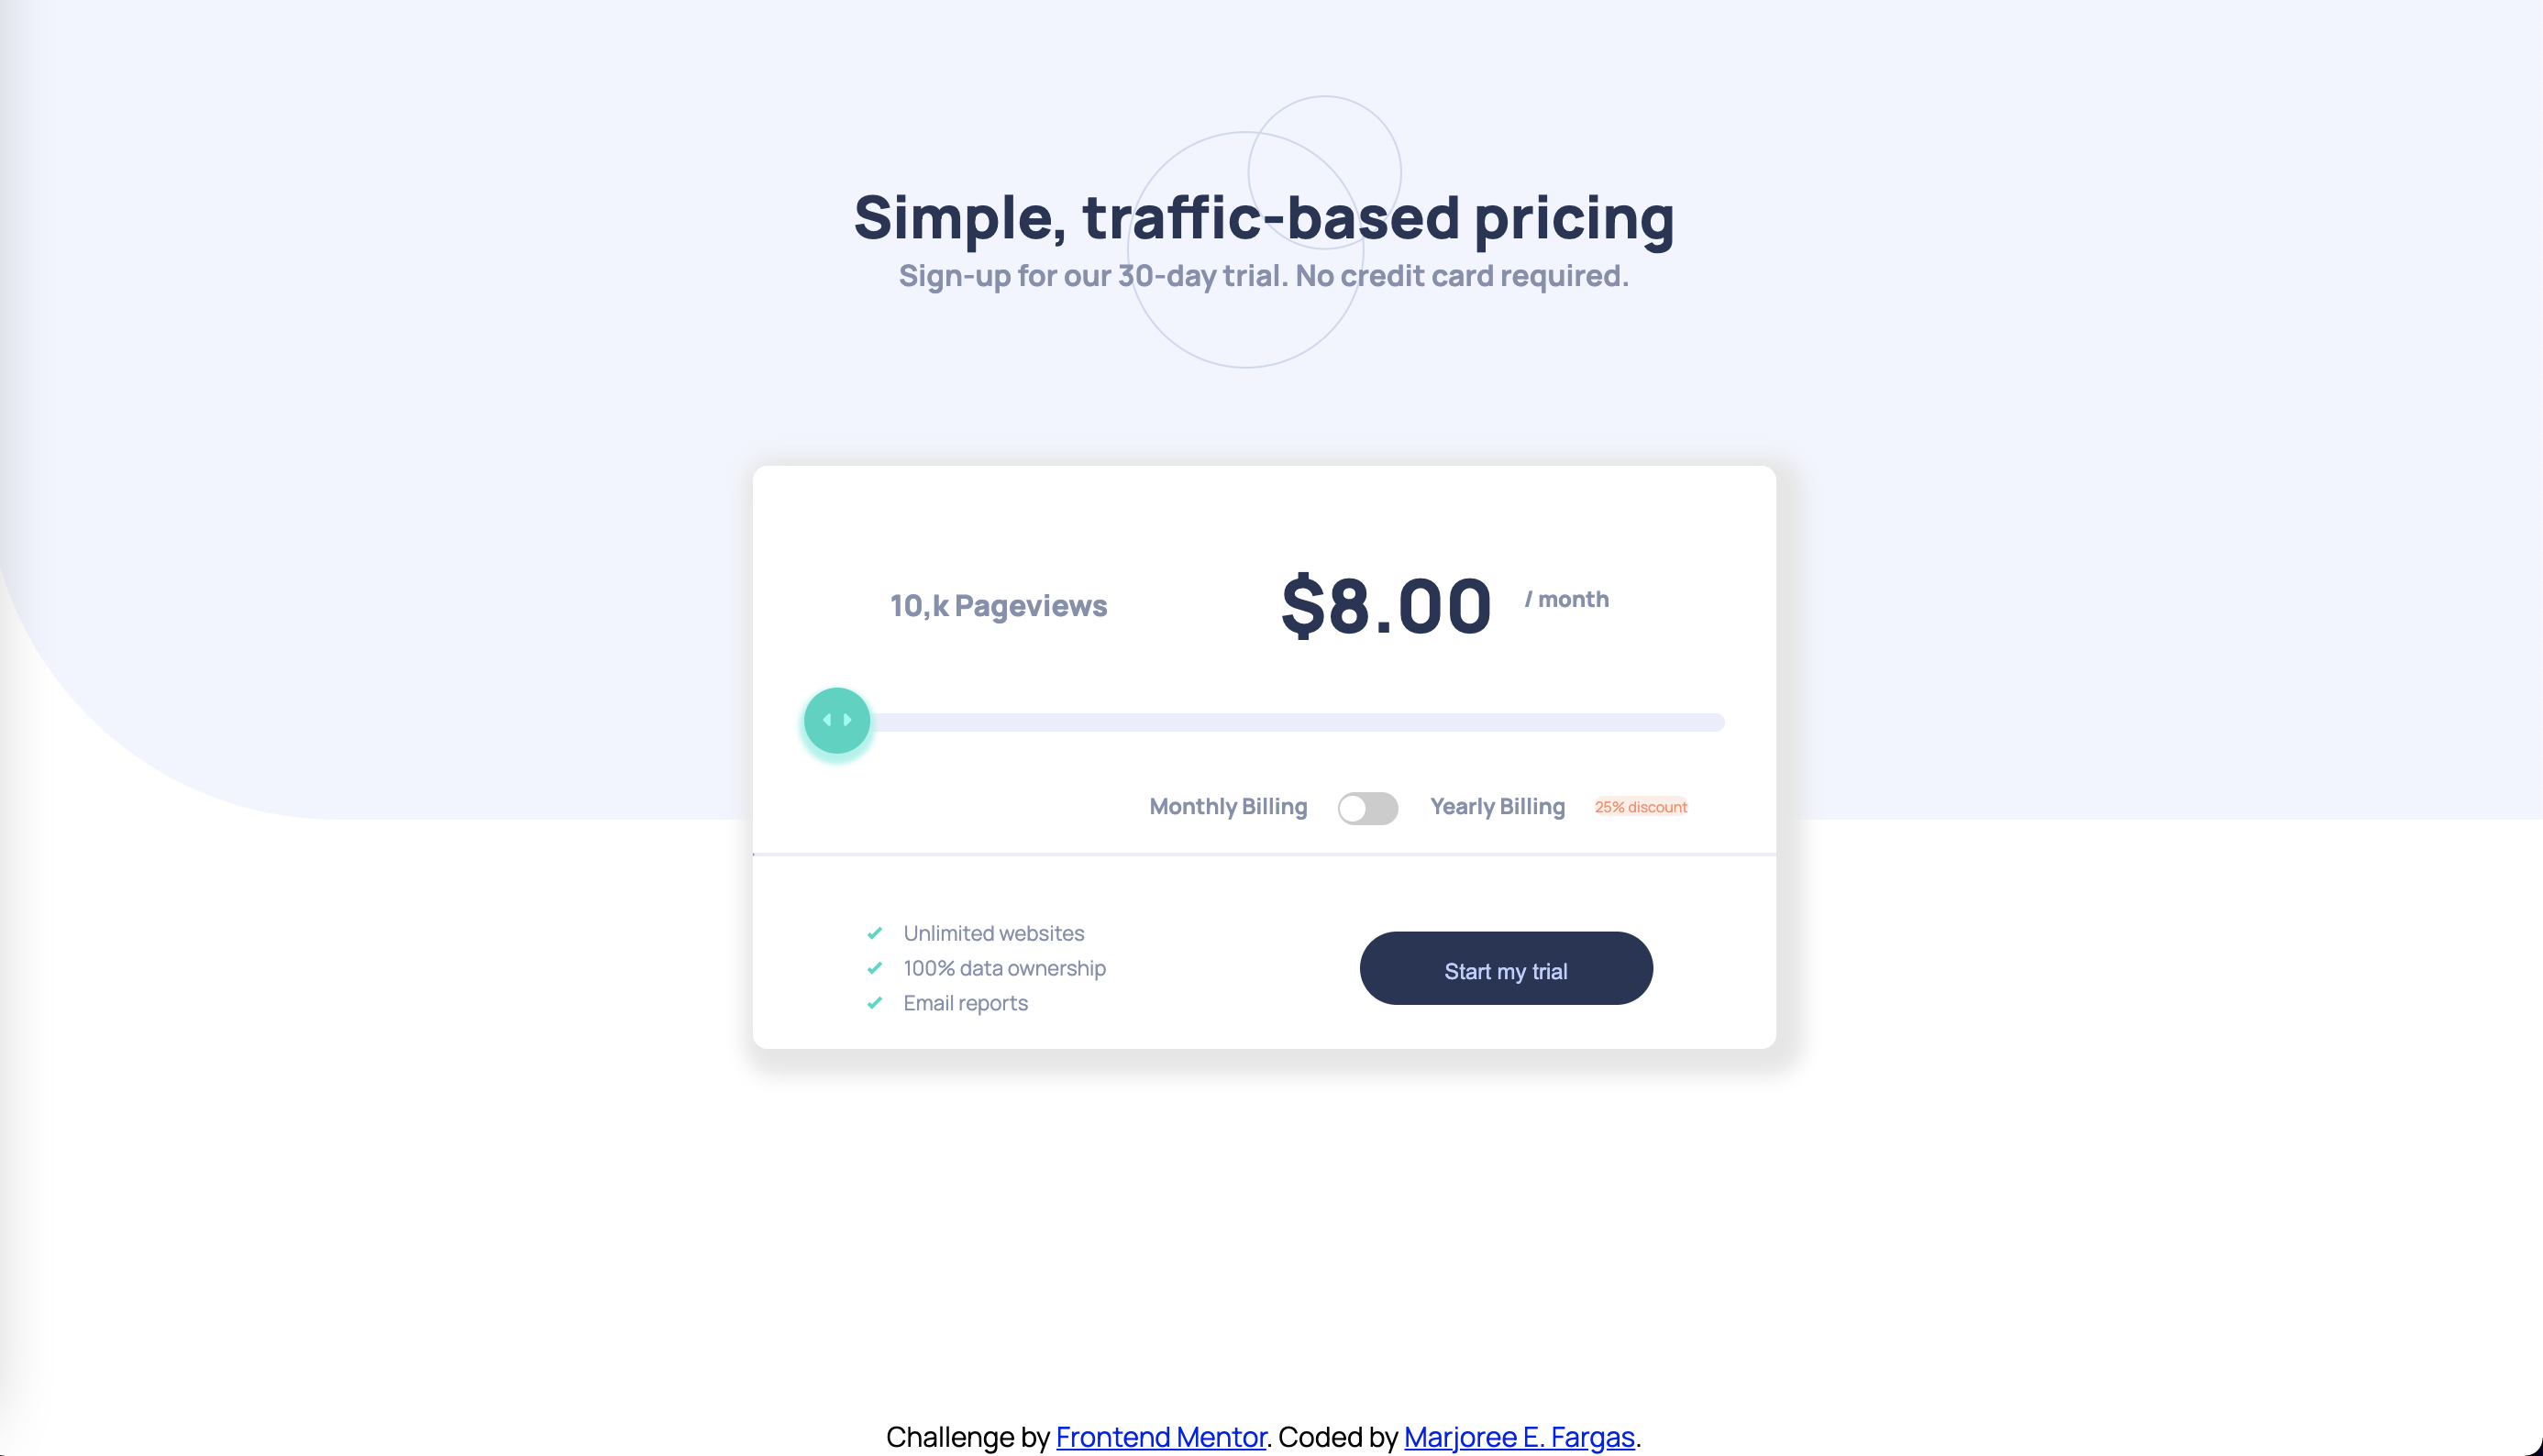 Simple, traffic-based pricing
Sign-up for our 30-day trial. No credit card required.
10,k Pageviews
$8.00 / month
Monthly Billing Yearly Billing 25% discount
Unlimited websites
100% data ownership
Email reports
Start my trial
Challenge by Frontend Mentor. Coded by Marjoree E. Fargas.